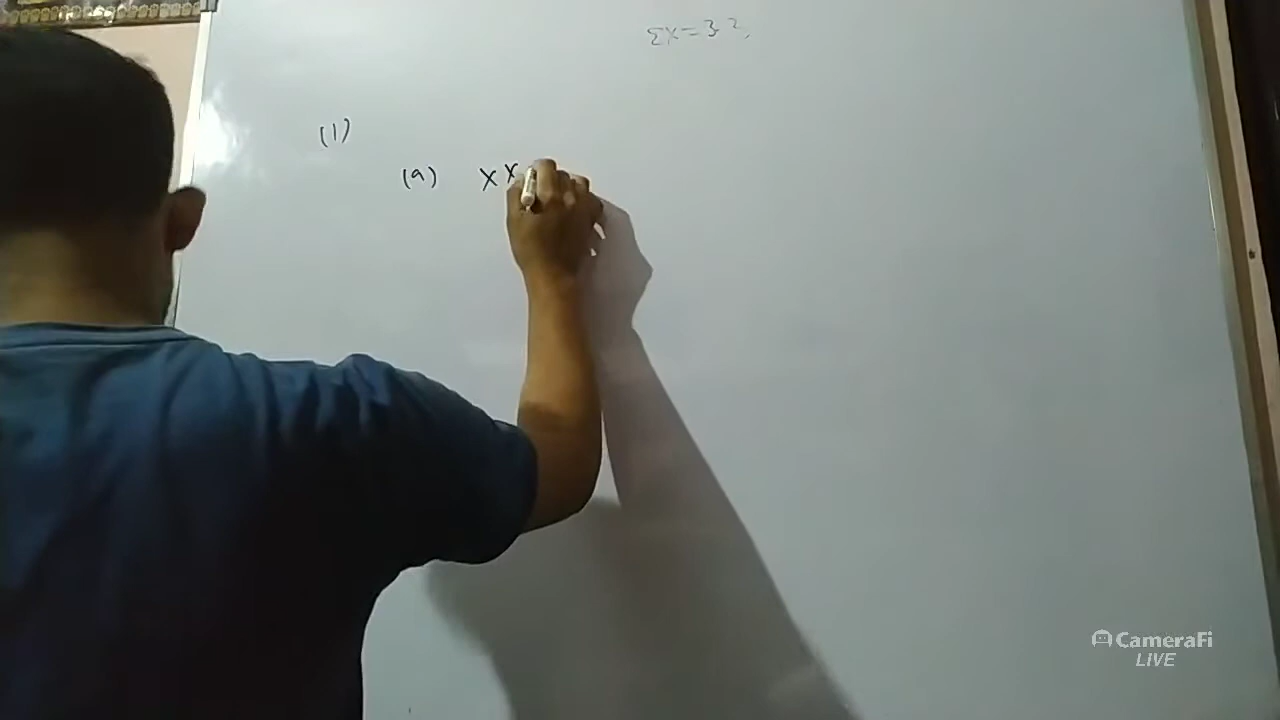 Σx=32,
(1)
(a) x x
CameraFi
LIVE